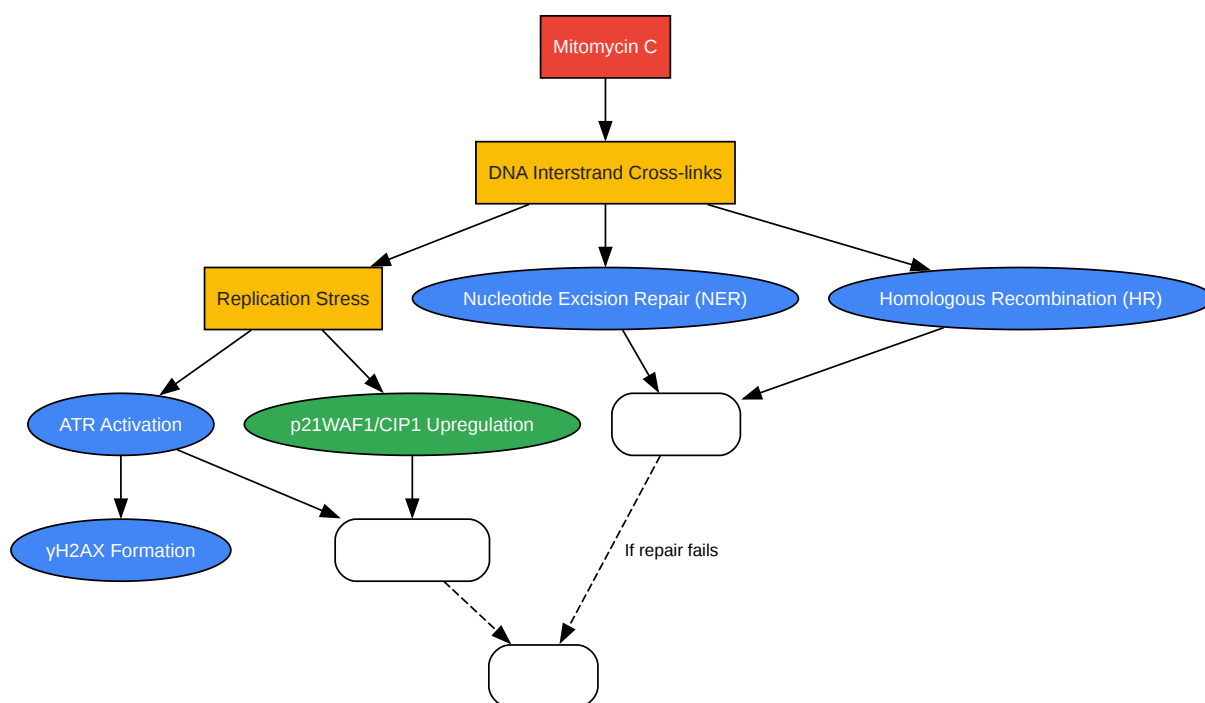 Mitomycin C
DNA Interstrand Cross-links
Replication Stress
Nucleotide Excision Repair (NER)
Homologous Recombination (HR)
ATR Activation
p21WAF1/CIP1 Upregulation
γH2AX Formation
If repair fails